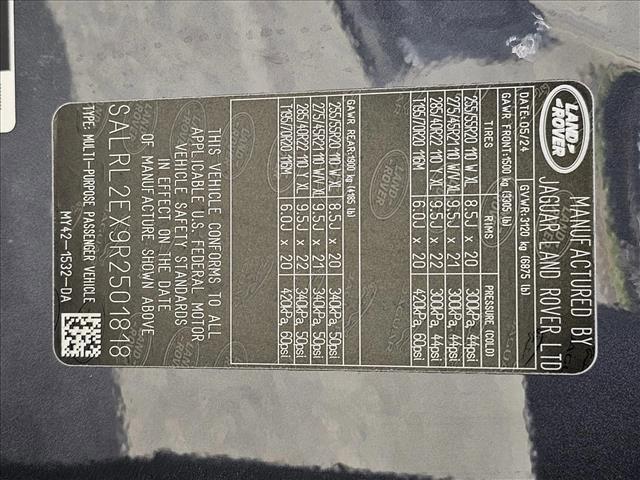 LAND-
ROVER
MANUFACTURED BY
JAGUAR LAND ROVER LTD
DATE: 05/24 GVWR: 3120 kg (6875 lb)
GAWR FRONT: 1500 kg (3305 lb)
TIRES RIMS PRESSURE (COLD)
255/55R20 110 W XL 8.5J x 20 300kPa, 44psi
275/45R21 110 W/V XL 9.5J x 21 300kPa, 44psi
285/40R22 110 Y XL 9.5J x 22 300kPa, 44psi
T195/70R20 116M 6.0J x 20 420kPa, 60psi
GAWR REAR: 1900 kg (4185 lb)
255/55R20 110 W XL 8.5J x 20 340kPa, 50psi
275/45R21 110 W/V XL 9.5J x 21 340kPa, 50psi
285/40R22 110 Y XL 9.5J x 22 340kPa, 50psi
T195/70R20 116M 6.0J x 20 420kPa, 60psi
THIS VEHICLE CONFORMS TO ALL
APPLICABLE U.S. FEDERAL MOTOR
VEHICLE SAFETY STANDARDS
IN EFFECT ON THE DATE
OF MANUFACTURE SHOWN ABOVE
SALRL2EX9R2501818
TYPE: MULTI-PURPOSE PASSENGER VEHICLE
MY42-1532-DA